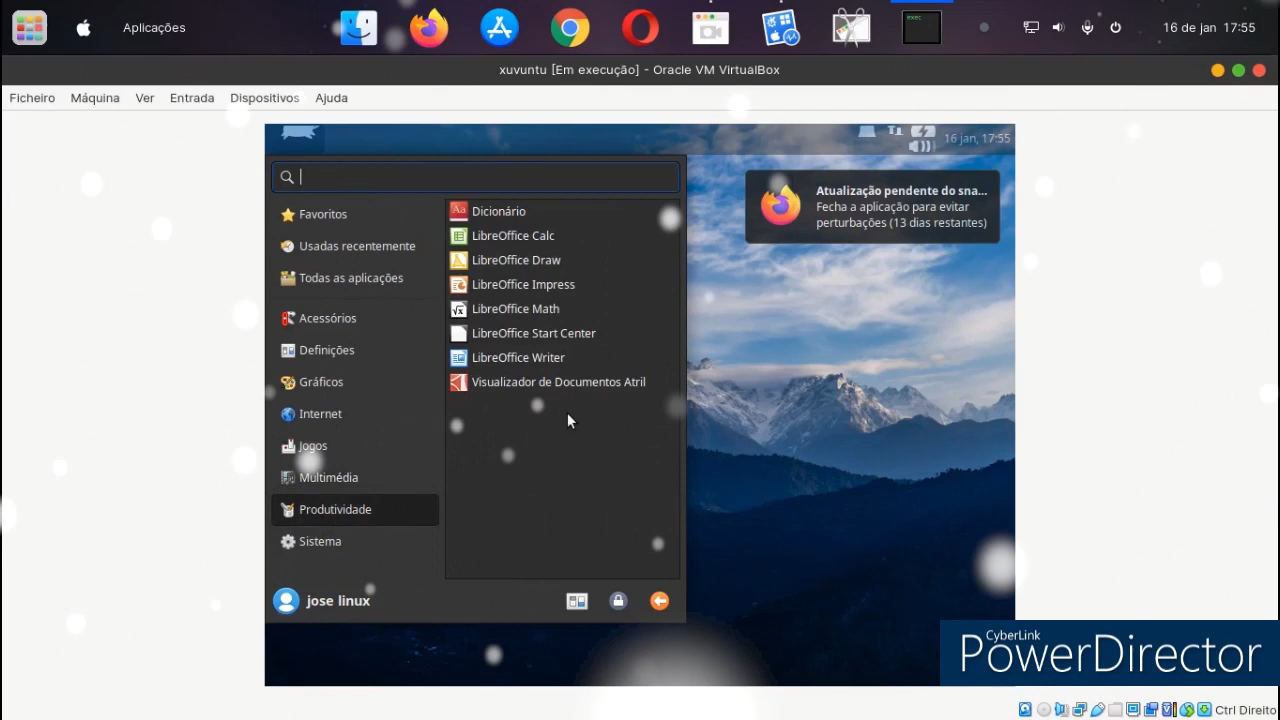 Aplicações
exec
16 de jan 17:55
xuvuntu [Em execução] - Oracle VM VirtualBox
Ficheiro Máquina Ver Entrada Dispositivos Ajuda
16 jan, 17:55
Atualização pendente do sna...
Fecha a aplicação para evitar
perturbações (13 dias restantes)
Favoritos
Usadas recentemente
Todas as aplicações
Acessórios
Definições
Gráficos
Internet
Jogos
Multimédia
Produtividade
Sistema
Aa Dicionário
LibreOffice Calc
LibreOffice Draw
LibreOffice Impress
√x LibreOffice Math
LibreOffice Start Center
LibreOffice Writer
Visualizador de Documentos Atril
jose linux
CyberLink
PowerDirector
Ctrl Direito